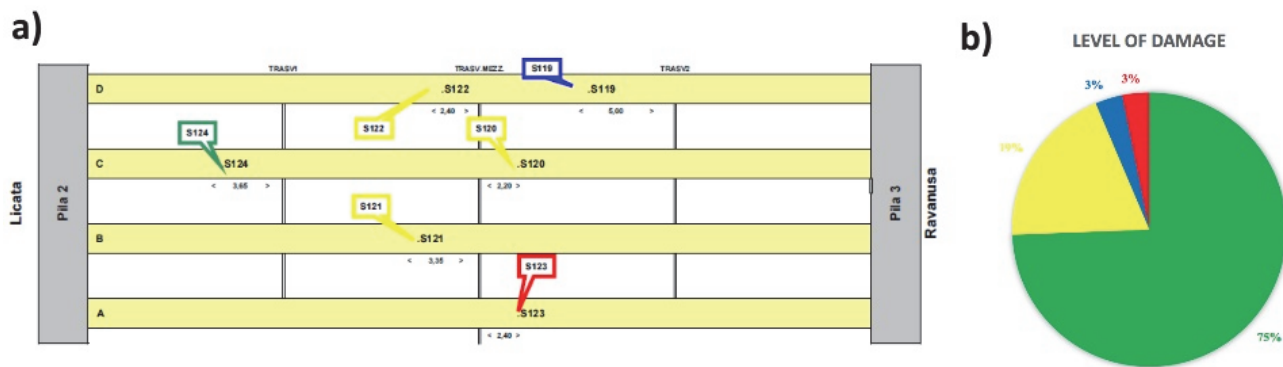 a)
TRASV1
TRASV.MEZZ.
S119
TRASV2
D
.S122
.S119
< 2,40 >
< 5,00 >
S122
S120
S124
C
S124
.S120
< 3,65 >
< 2,20 >
Licata
Pila 2
Pila 3
Ravanusa
S121
B
.S121
< 3,35 >
S123
A
.S123
< 2,40 >
b)
LEVEL OF DAMAGE
3%
3%
19%
75%